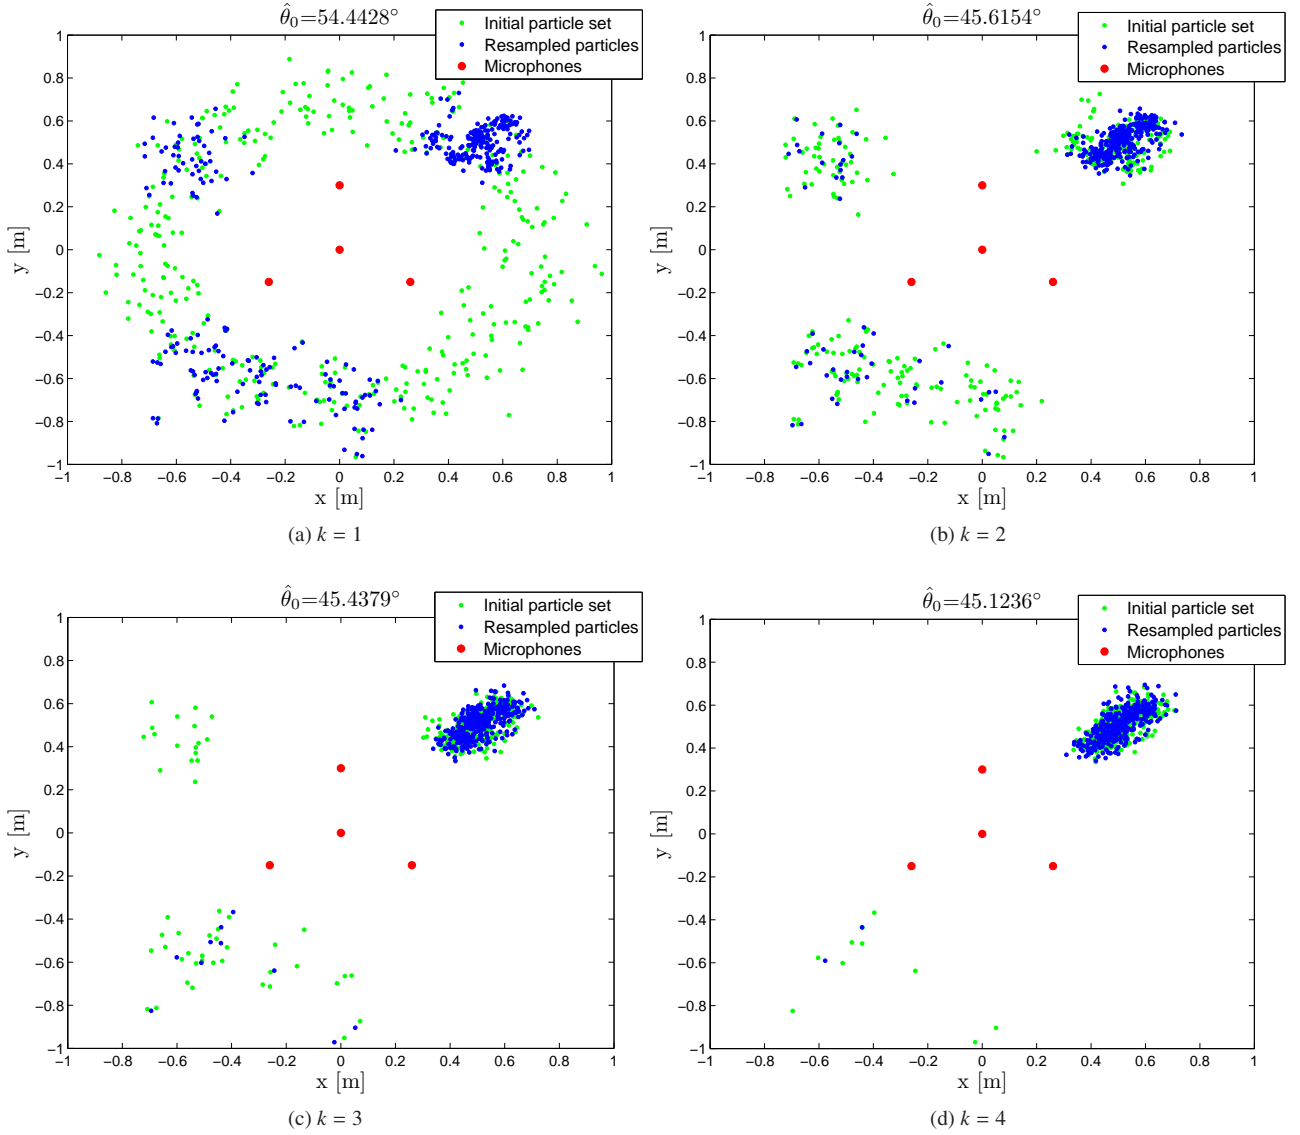 θ̂₀=54.4428°
Initial particle set
Resampled particles
Microphones
1
0.8
0.6
0.4
0.2
0
−0.2
−0.4
−0.6
−0.8
−1
y [m]
−1 −0.8 −0.6 −0.4 −0.2 0 0.2 0.4 0.6 0.8 1
x [m]
(a) k = 1
θ̂₀=45.6154°
Initial particle set
Resampled particles
Microphones
1
0.8
0.6
0.4
0.2
0
−0.2
−0.4
−0.6
−0.8
−1
y [m]
−1 −0.8 −0.6 −0.4 −0.2 0 0.2 0.4 0.6 0.8 1
x [m]
(b) k = 2
θ̂₀=45.4379°
Initial particle set
Resampled particles
Microphones
1
0.8
0.6
0.4
0.2
0
−0.2
−0.4
−0.6
−0.8
−1
y [m]
−1 −0.8 −0.6 −0.4 −0.2 0 0.2 0.4 0.6 0.8 1
x [m]
(c) k = 3
θ̂₀=45.1236°
Initial particle set
Resampled particles
Microphones
1
0.8
0.6
0.4
0.2
0
−0.2
−0.4
−0.6
−0.8
−1
y [m]
−1 −0.8 −0.6 −0.4 −0.2 0 0.2 0.4 0.6 0.8 1
x [m]
(d) k = 4